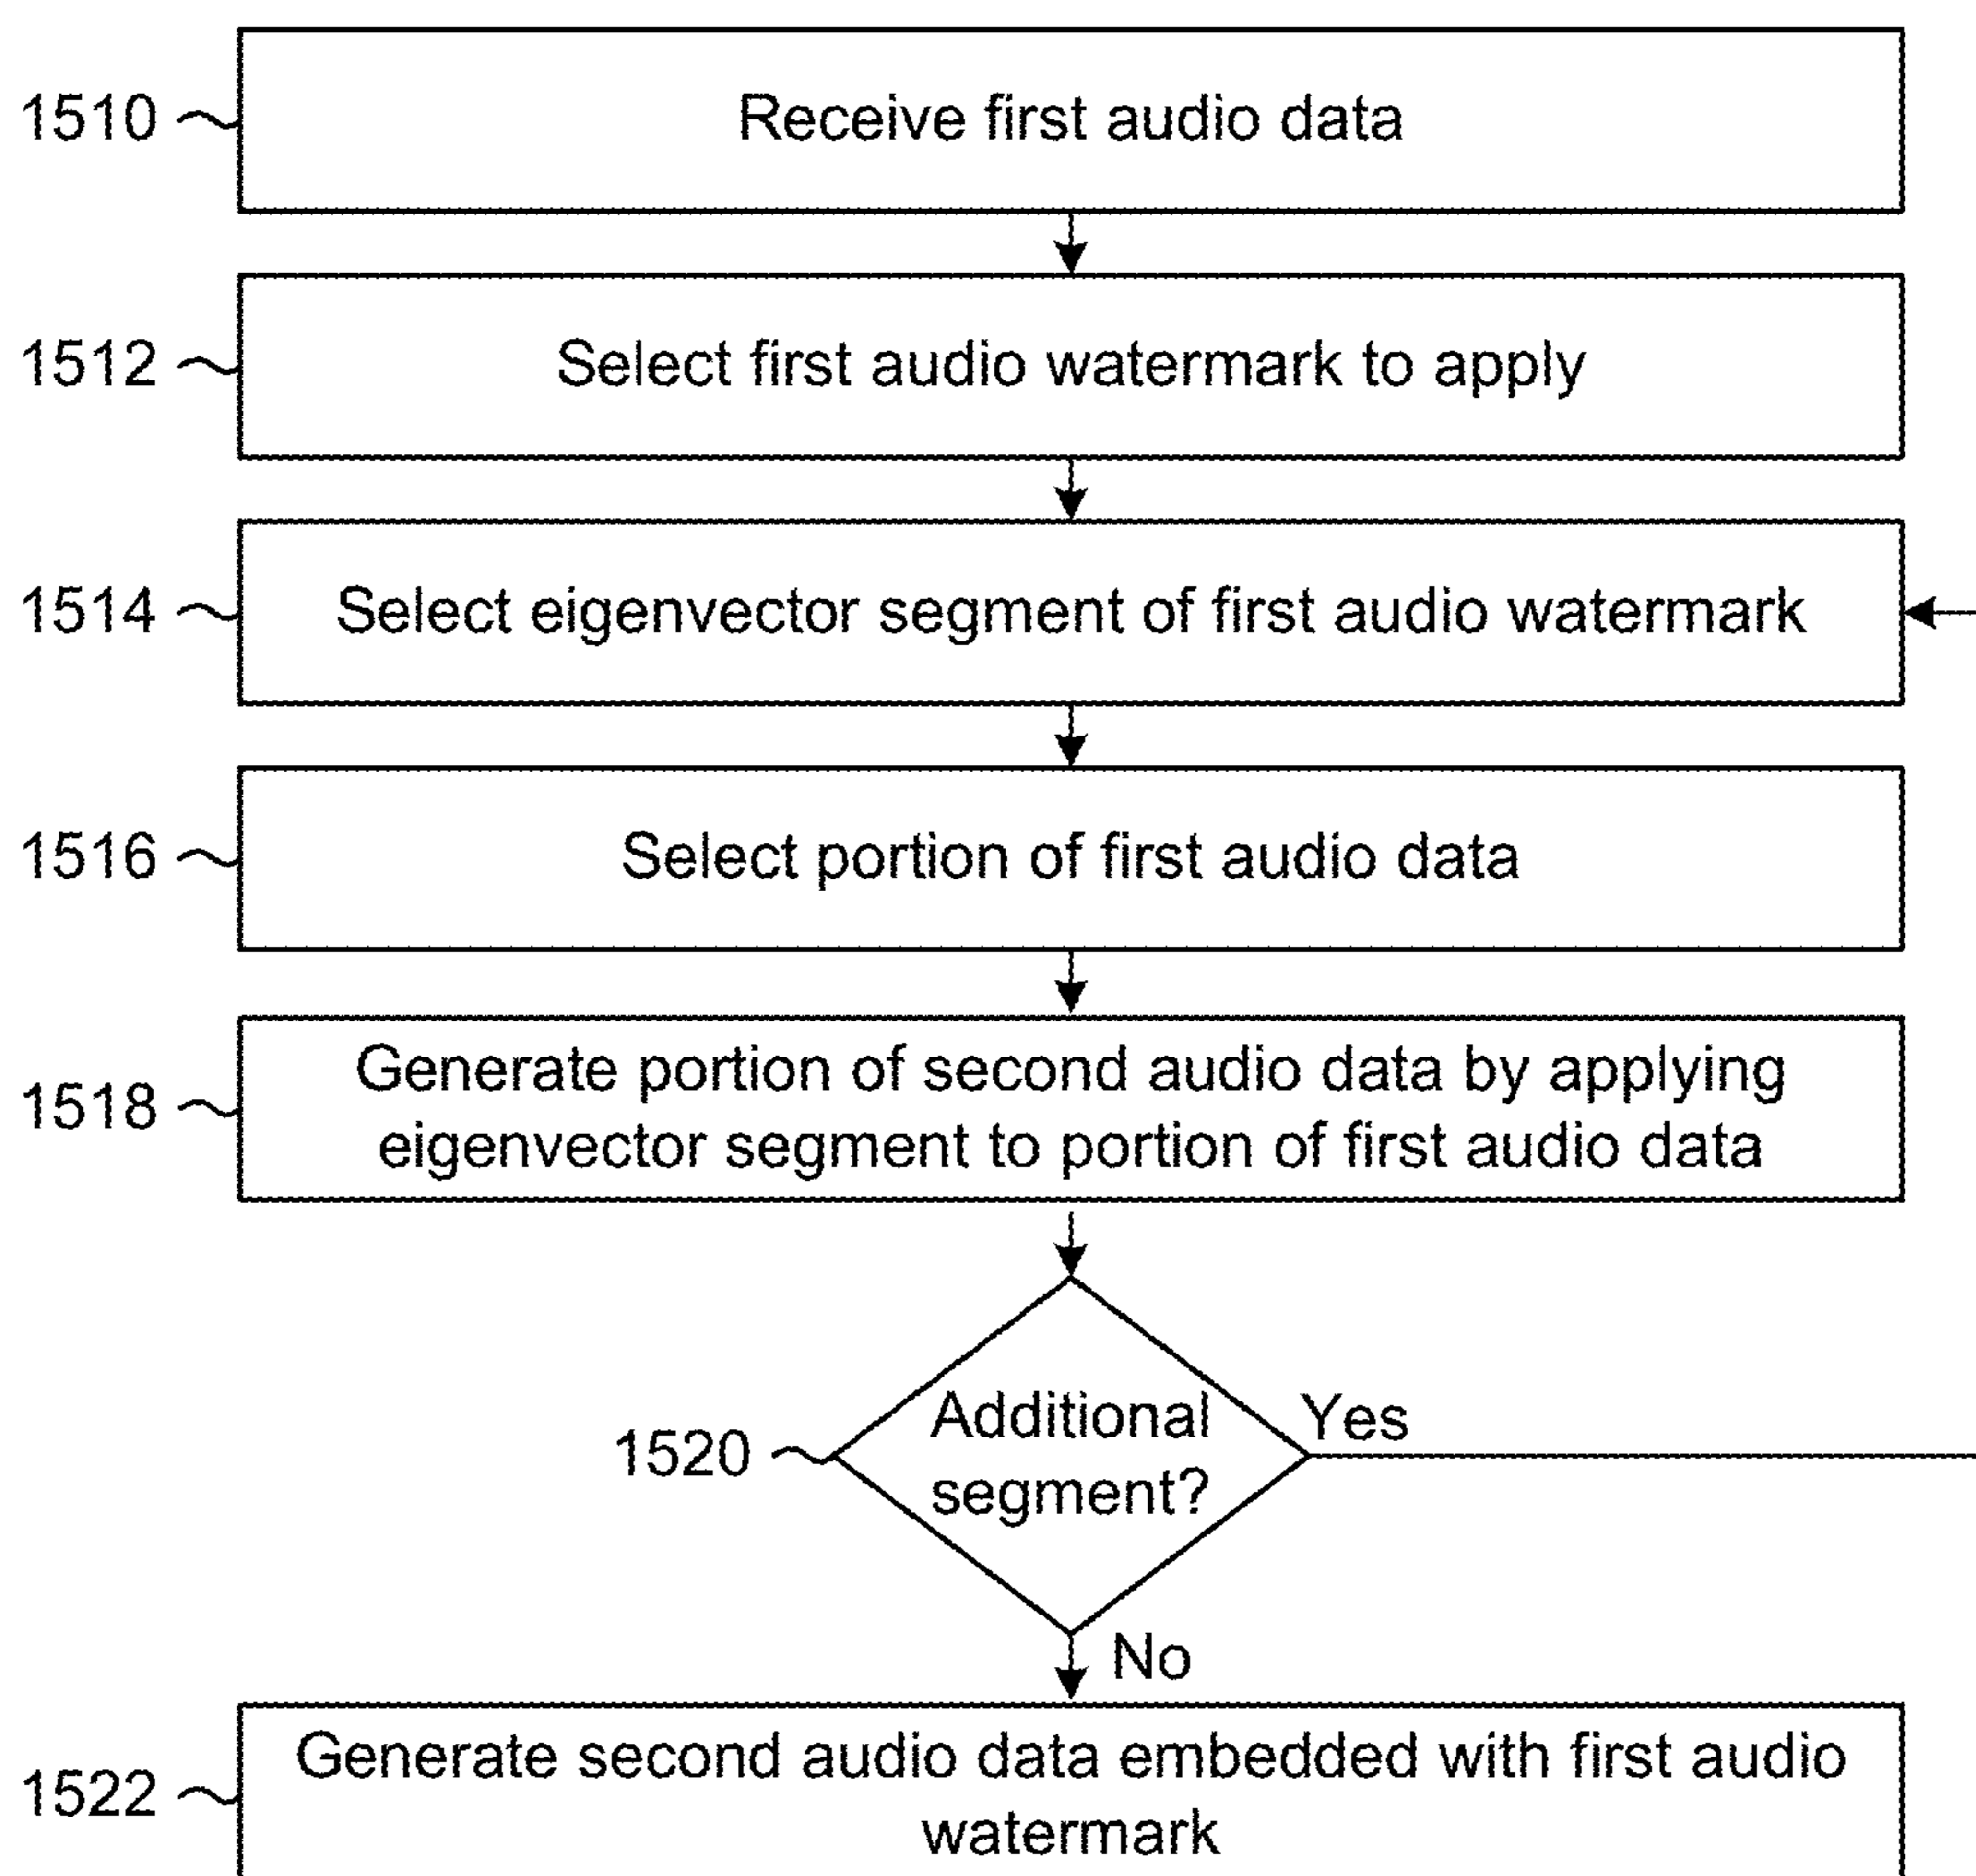 1510
Receive first audio data
1512
Select first audio watermark to apply
1514
Select eigenvector segment of first audio watermark
1516
Select portion of first audio data
1518
Generate portion of second audio data by applying
eigenvector segment to portion of first audio data
1520
Additional
segment?
Yes
No
1522
Generate second audio data embedded with first audio
watermark